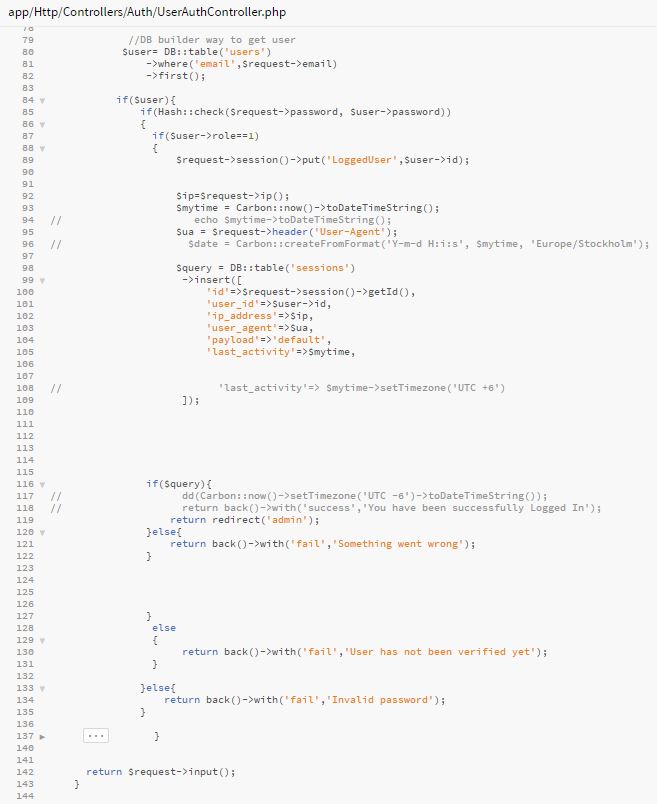 app/Http/Controllers/Auth/UserAuthController.php
78
79 //DB builder way to get user
80 $user= DB::table('users')
81 ->where('email',$request->email)
82 ->first();
83
84 if($user){
85 if(Hash::check($request->password, $user->password))
86 {
87 if($user->role==1)
88 {
89 $request->session()->put('LoggedUser',$user->id);
90
91
92 $ip=$request->ip();
93 $mytime = Carbon::now()->toDateTimeString();
94 // echo $mytime->toDateTimeString();
95 $ua = $request->header('User-Agent');
96 // $date = Carbon::createFromFormat('Y-m-d H:i:s', $mytime, 'Europe/Stockholm');
97
98 $query = DB::table('sessions')
99 ->insert([
100 'id'=>$request->session()->getId(),
101 'user_id'=>$user->id,
102 'ip_address'=>$ip,
103 'user_agent'=>$ua,
104 'payload'=>'default',
105 'last_activity'=>$mytime,
106
107
108 // 'last_activity'=> $mytime->setTimezone('UTC +6')
109 ]);
110
111
112
113
114
115
116 if($query){
117 // dd(Carbon::now()->setTimezone('UTC -6')->toDateTimeString());
118 // return back()->with('success','You have been successfully Logged In');
119 return redirect('admin');
120 }else{
121 return back()->with('fail','Something went wrong');
122 }
123
124
125
126
127 }
128 else
129 {
130 return back()->with('fail','User has not been verified yet');
131 }
132
133 }else{
134 return back()->with('fail','Invalid password');
135 }
136
137 ... }
140
141
142 return $request->input();
143 }
144